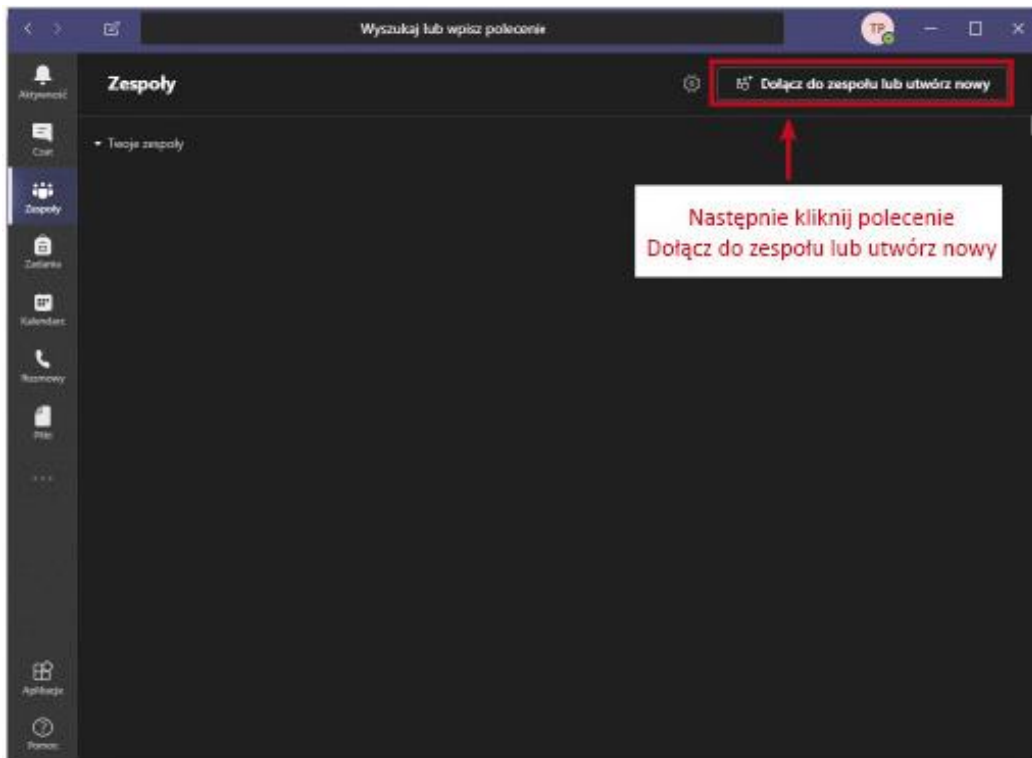 Wyszukaj lub wpisz polecenie
TP
Aktywność
Zespoły
Dołącz do zespołu lub utwórz nowy
Czat
Twoje zespoły
Zespoły
Następnie kliknij polecenie
Dołącz do zespołu lub utwórz nowy
Zadania
Kalendarz
Rozmowy
Pliki
Aplikacje
Pomoc